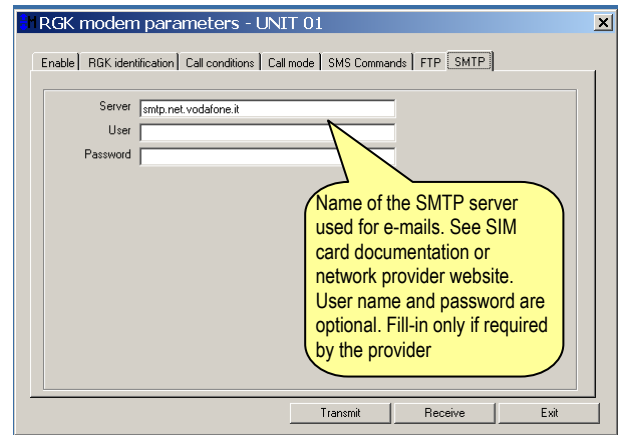 RGK modem parameters - UNIT 01
Enable RGK identification Call conditions Call mode SMS Commands FTP SMTP
Server smtp.net.vodafone.it
User
Password
Name of the SMTP server
used for e-mails. See SIM
card documentation or
network provider website.
User name and password are
optional. Fill-in only if required
by the provider
Transmit Receive Exit